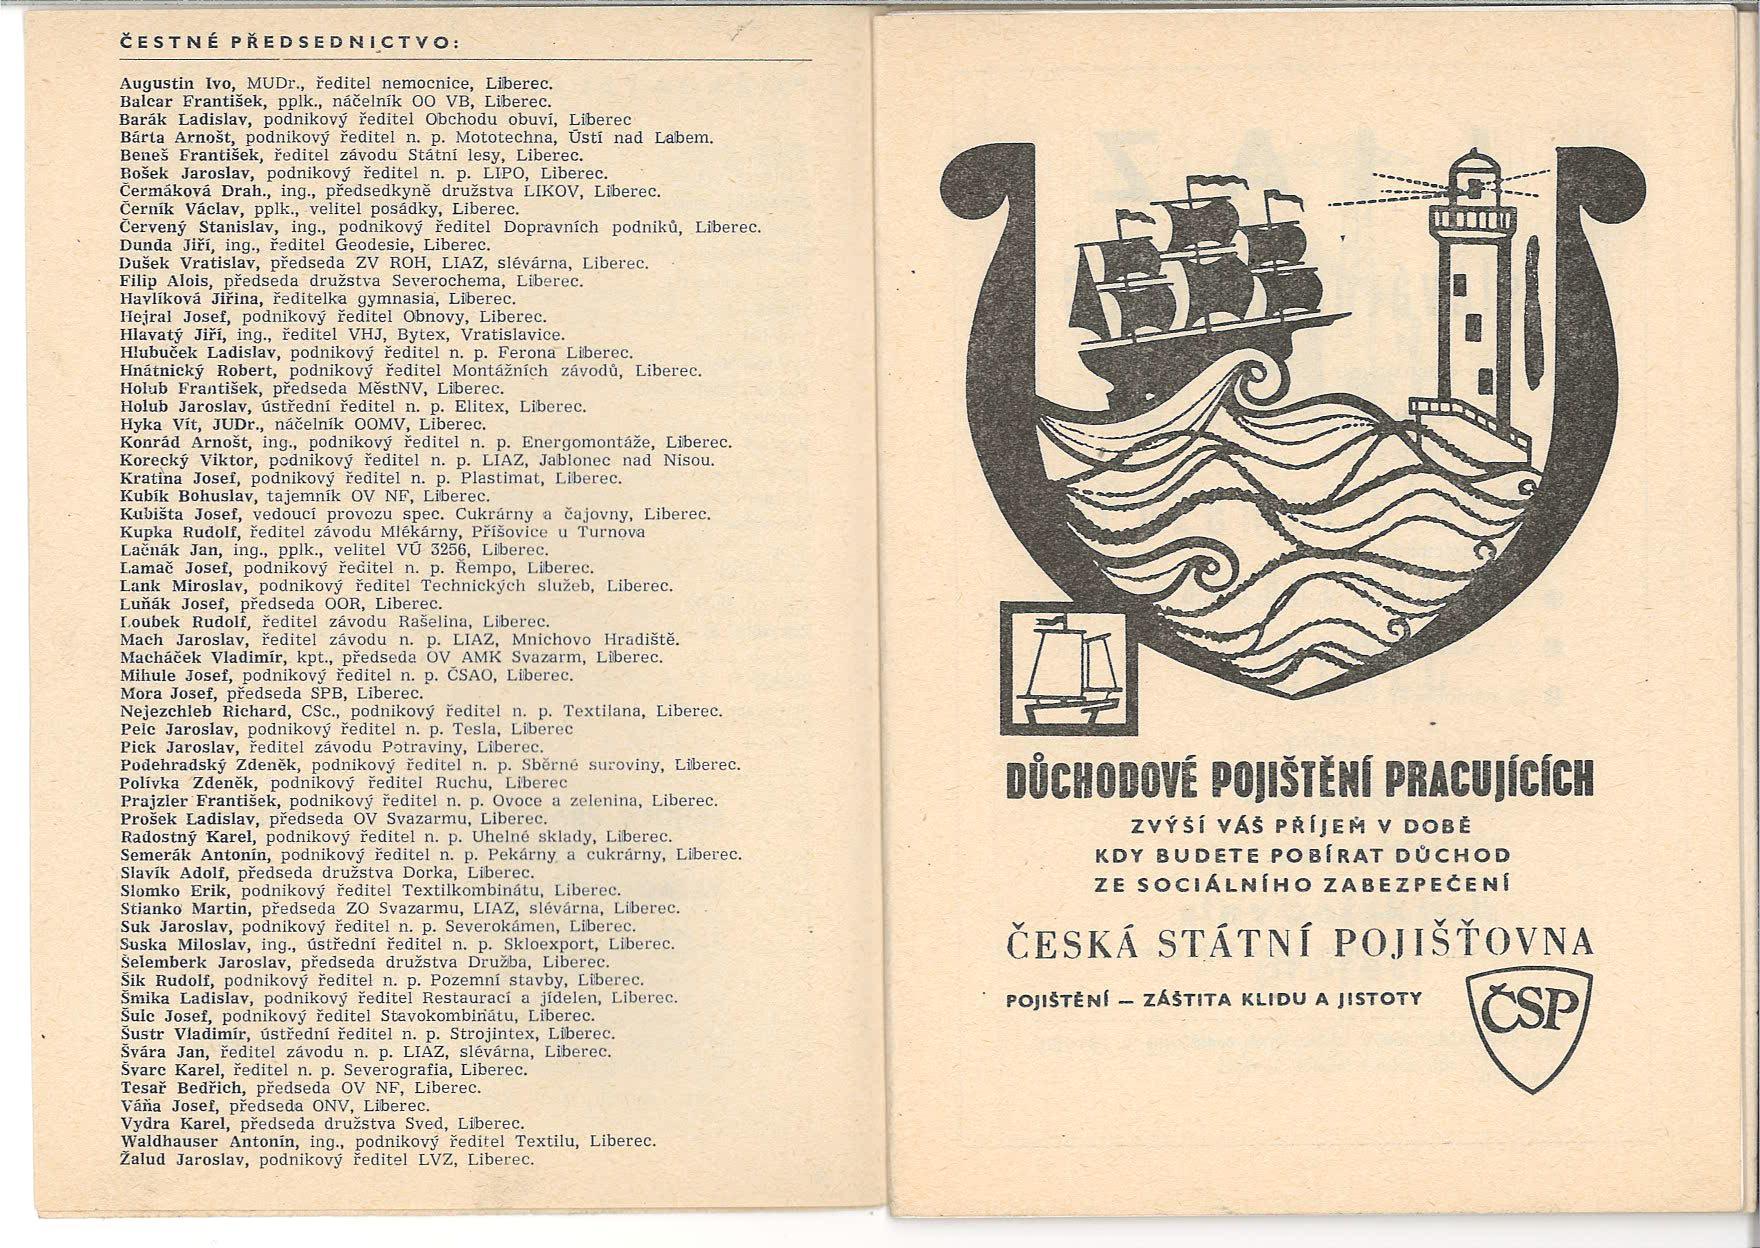 ČESTNÉ PŘEDSEDNICTVO:
Augustin Ivo, MUDr., ředitel nemocnice, Liberec.
Balcar František, pplk., náčelník OO VB, Liberec.
Barák Ladislav, podnikový ředitel Obchodu obuví, Liberec
Bárta Arnošt, podnikový ředitel n. p. Mototechna, Ústí nad Labem.
Beneš František, ředitel závodu Státní lesy, Liberec.
Bošek Jaroslav, podnikový ředitel n. p. LIPO, Liberec.
Čermáková Drah., ing., předsedkyně družstva LIKOV, Liberec.
Černík Václav, pplk., velitel posádky, Liberec.
Červený Stanislav, ing., podnikový ředitel Dopravních podniků, Liberec.
Dunda Jiří, ing., ředitel Geodesie, Liberec.
Dušek Vratislav, předseda ZV ROH, LIAZ, slévárna, Liberec.
Filip Alois, předseda družstva Severochema, Liberec.
Havlíková Jiřina, ředitelka gymnasia, Liberec.
Hejral Josef, podnikový ředitel Obnovy, Liberec.
Hlavatý Jiří, ing., ředitel VHJ, Bytex, Vratislavice.
Hlubuček Ladislav, podnikový ředitel n. p. Ferona Liberec.
Hnátnický Robert, podnikový ředitel Montážních závodů, Liberec.
Holub František, předseda MěstNV, Liberec.
Holub Jaroslav, ústřední ředitel n. p. Elitex, Liberec.
Hyka Vít, JUDr., náčelník OOMV, Liberec.
Konrád Arnošt, ing., podnikový ředitel n. p. Energomontáže, Liberec.
Korecký Viktor, podnikový ředitel n. p. LIAZ, Jablonec nad Nisou.
Kratina Josef, podnikový ředitel n. p. Plastimat, Liberec.
Kubík Bohuslav, tajemník OV NF, Liberec.
Kubišta Josef, vedoucí provozu spec. Cukrárny a čajovny, Liberec.
Kupka Rudolf, ředitel závodu Mlékárny, Příšovice u Turnova
Lačnák Jan, ing., pplk., velitel VÚ 3256, Liberec.
Lamač Josef, podnikový ředitel n. p. Řempo, Liberec.
Lank Miroslav, podnikový ředitel Technických služeb, Liberec.
Luňák Josef, předseda OOR, Liberec.
Loubek Rudolf, ředitel závodu Rašelina, Liberec.
Mach Jaroslav, ředitel závodu n. p. LIAZ, Mnichovo Hradiště.
Macháček Vladimír, kpt., předseda OV AMK Svazarm, Liberec.
Mihule Josef, podnikový ředitel n. p. ČSAO, Liberec.
Mora Josef, předseda SPB, Liberec.
Nejezchleb Richard, CSc., podnikový ředitel n. p. Textilana, Liberec.
Pelc Jaroslav, podnikový ředitel n. p. Tesla, Liberec
Pick Jaroslav, ředitel závodu Potraviny, Liberec.
Podehradský Zdeněk, podnikový ředitel n. p. Sběrné suroviny, Liberec.
Polívka Zdeněk, podnikový ředitel Ruchu, Liberec
Prajzler František, podnikový ředitel n. p. Ovoce a zelenina, Liberec.
Prošek Ladislav, předseda OV Svazarmu, Liberec.
Radostný Karel, podnikový ředitel n. p. Uhelné sklady, Liberec.
Semerák Antonín, podnikový ředitel n. p. Pekárny a cukrárny, Liberec.
Slavík Adolf, předseda družstva Dorka, Liberec.
Slomko Erik, podnikový ředitel Textilkombinátu, Liberec.
Stianko Martin, předseda ZO Svazarmu, LIAZ, slévárna, Liberec.
Suk Jaroslav, podnikový ředitel n. p. Severokámen, Liberec.
Suska Miloslav, ing., ústřední ředitel n. p. Skloexport, Liberec.
Šelemberk Jaroslav, předseda družstva Družba, Liberec.
Šik Rudolf, podnikový ředitel n. p. Pozemní stavby, Liberec.
Šmika Ladislav, podnikový ředitel Restaurací a jídelen, Liberec.
Šulc Josef, podnikový ředitel Stavokombinátu, Liberec.
Šustr Vladimír, ústřední ředitel n. p. Strojintex, Liberec.
Švára Jan, ředitel závodu n. p. LIAZ, slévárna, Liberec.
Švarc Karel, ředitel n. p. Severografia, Liberec.
Tesař Bedřich, předseda OV NF, Liberec.
Váňa Josef, předseda ONV, Liberec.
Vydra Karel, předseda družstva Sved, Liberec.
Waldhauser Antonín, ing., podnikový ředitel Textilu, Liberec.
Žalud Jaroslav, podnikový ředitel LVZ, Liberec.
DŮCHODOVÉ POJIŠTĚNÍ PRACUJÍCÍCH
ZVÝŠÍ VÁŠ PŘÍJEM V DOBĚ
KDY BUDETE POBÍRAT DŮCHOD
ZE SOCIÁLNÍHO ZABEZPEČENÍ
ČESKÁ STÁTNÍ POJIŠŤOVNA
POJIŠTĚNÍ – ZÁŠTITA KLIDU A JISTOTY
ČSP